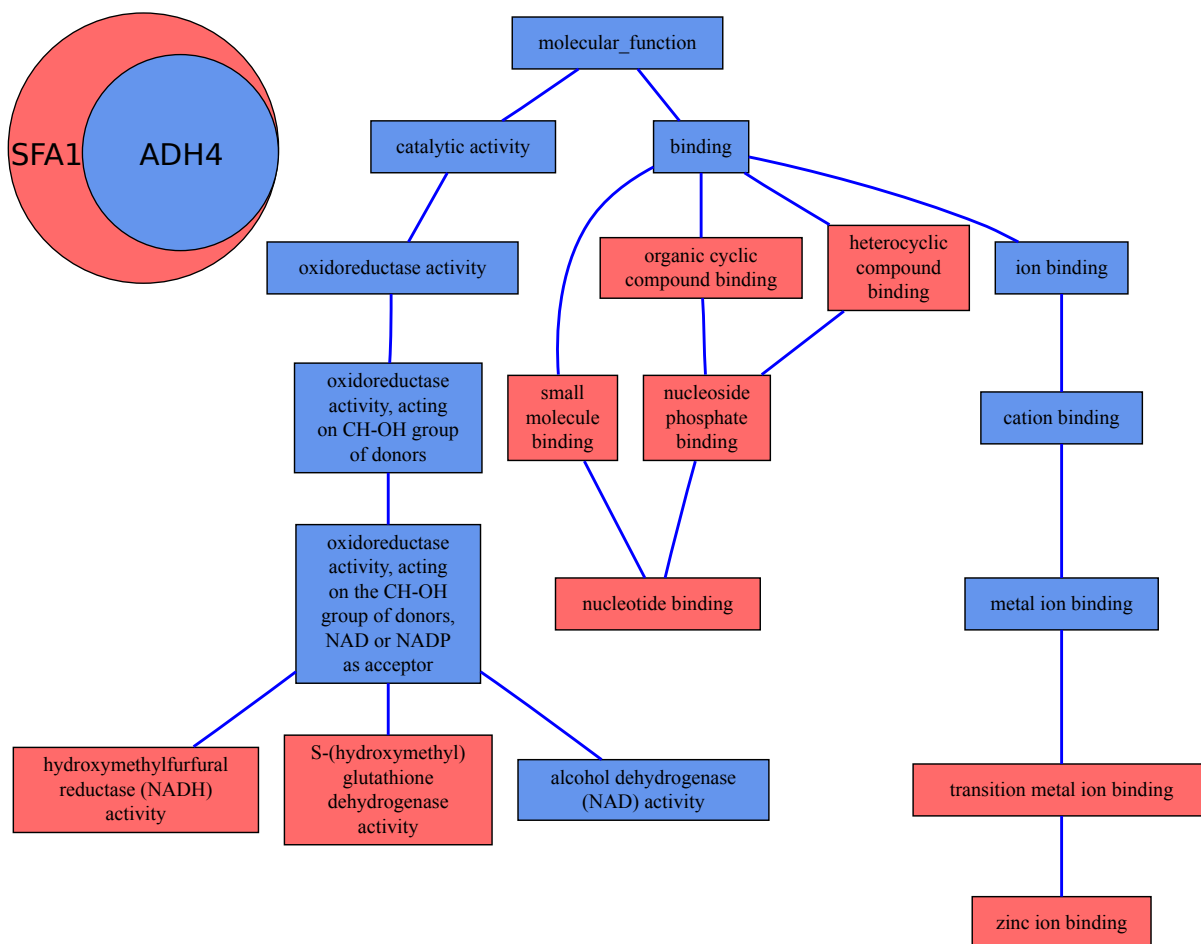 molecular_function
SFA1
ADH4
catalytic activity
binding
oxidoreductase activity
organic cyclic
compound binding
heterocyclic
compound
binding
ion binding
oxidoreductase
activity, acting
on CH-OH group
of donors
small
molecule
binding
nucleoside
phosphate
binding
cation binding
oxidoreductase
activity, acting
on the CH-OH
group of donors,
NAD or NADP
as acceptor
nucleotide binding
metal ion binding
hydroxymethylfurfural
reductase (NADH)
activity
S-(hydroxymethyl)
glutathione
dehydrogenase
activity
alcohol dehydrogenase
(NAD) activity
transition metal ion binding
zinc ion binding